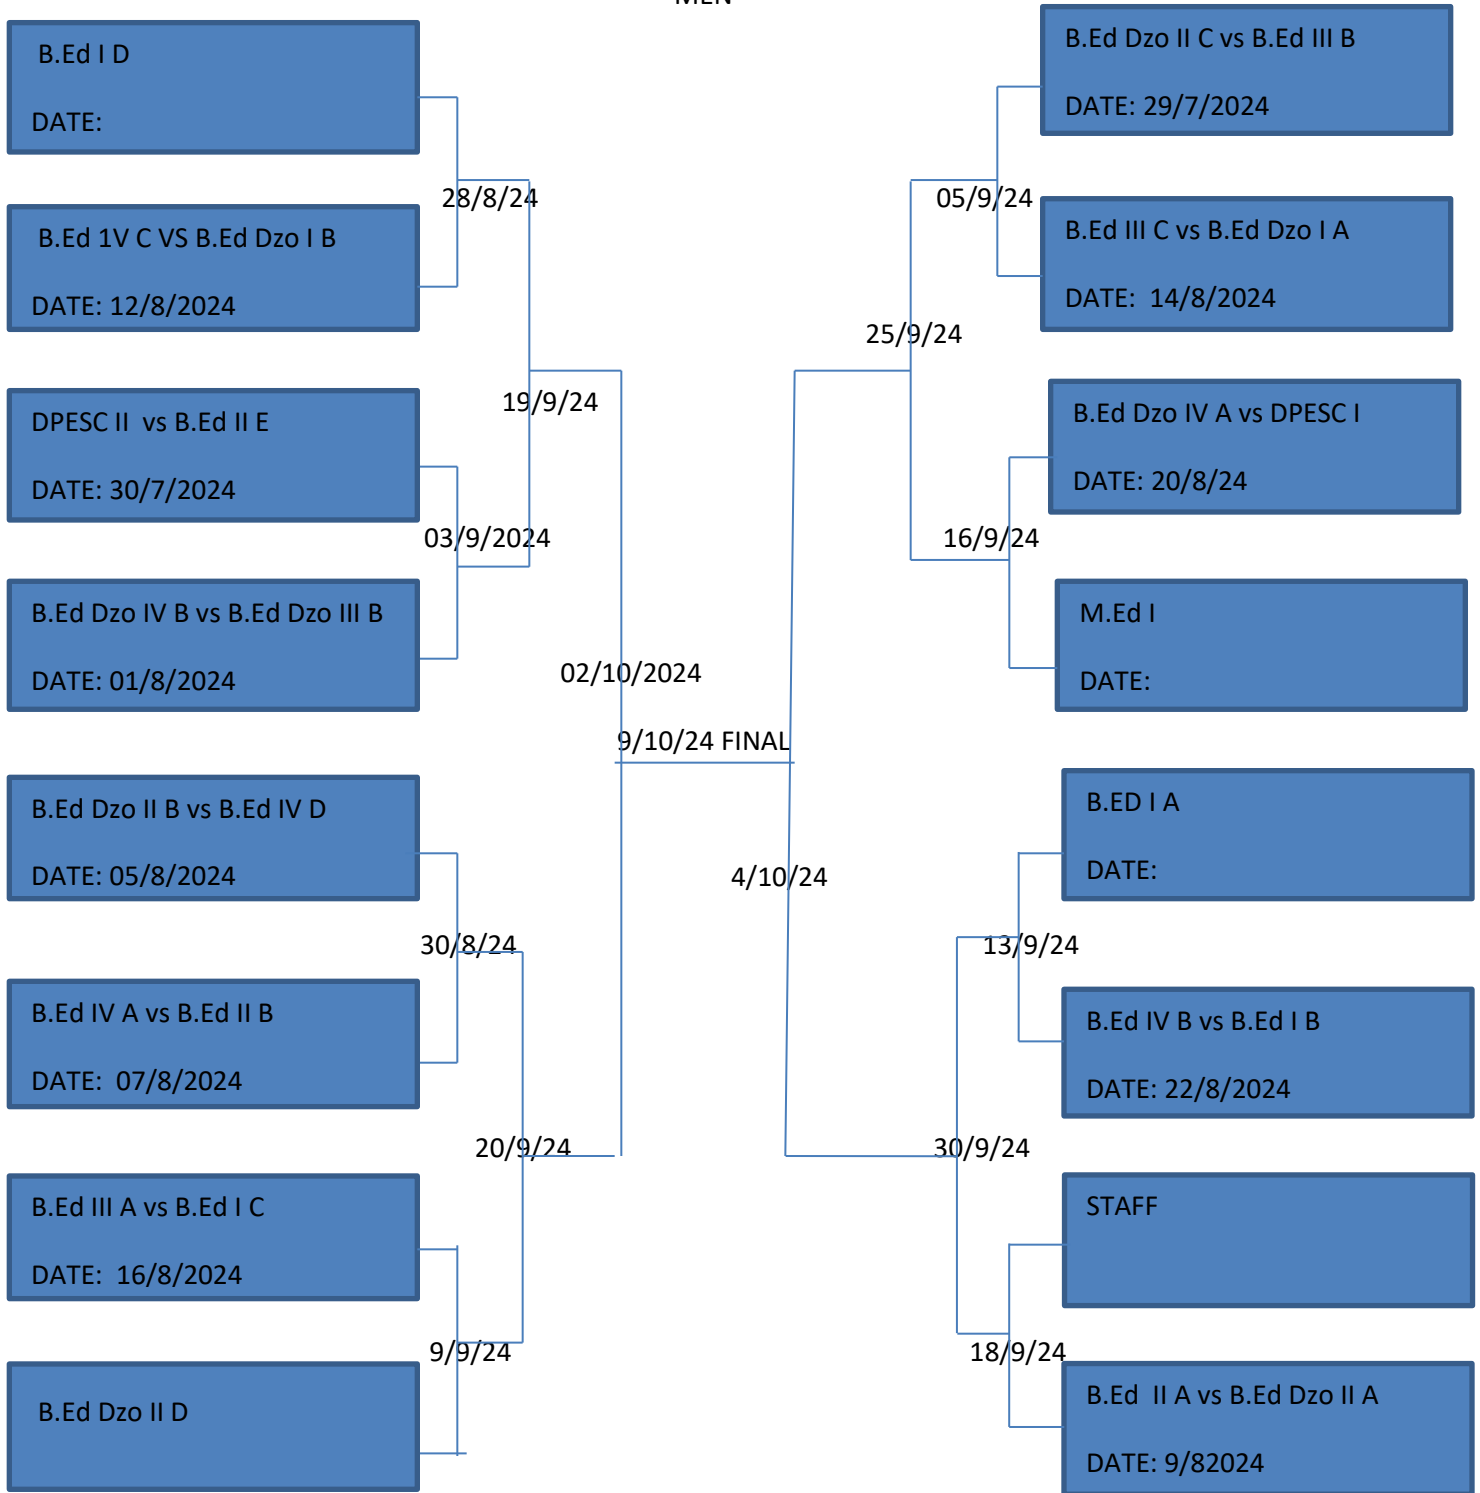 MEN
B.Ed I D
DATE:
28/8/24
B.Ed 1V C VS B.Ed Dzo I B
DATE: 12/8/2024
19/9/24
DPESC II  vs B.Ed II E
DATE: 30/7/2024
03/9/2024
B.Ed Dzo IV B vs B.Ed Dzo III B
DATE: 01/8/2024
02/10/2024
9/10/24 FINAL
B.Ed Dzo II B vs B.Ed IV D
DATE: 05/8/2024
30/8/24
B.Ed IV A vs B.Ed II B
DATE:  07/8/2024
20/9/24
B.Ed III A vs B.Ed I C
DATE:  16/8/2024
9/9/24
B.Ed Dzo II D
B.Ed Dzo II C vs B.Ed III B
DATE: 29/7/2024
05/9/24
B.Ed III C vs B.Ed Dzo I A
DATE:  14/8/2024
25/9/24
B.Ed Dzo IV A vs DPESC I
DATE: 20/8/24
16/9/24
M.Ed I
DATE:
4/10/24
B.ED I A
DATE:
13/9/24
B.Ed IV B vs B.Ed I B
DATE: 22/8/2024
30/9/24
STAFF
18/9/24
B.Ed  II A vs B.Ed Dzo II A
DATE: 9/82024